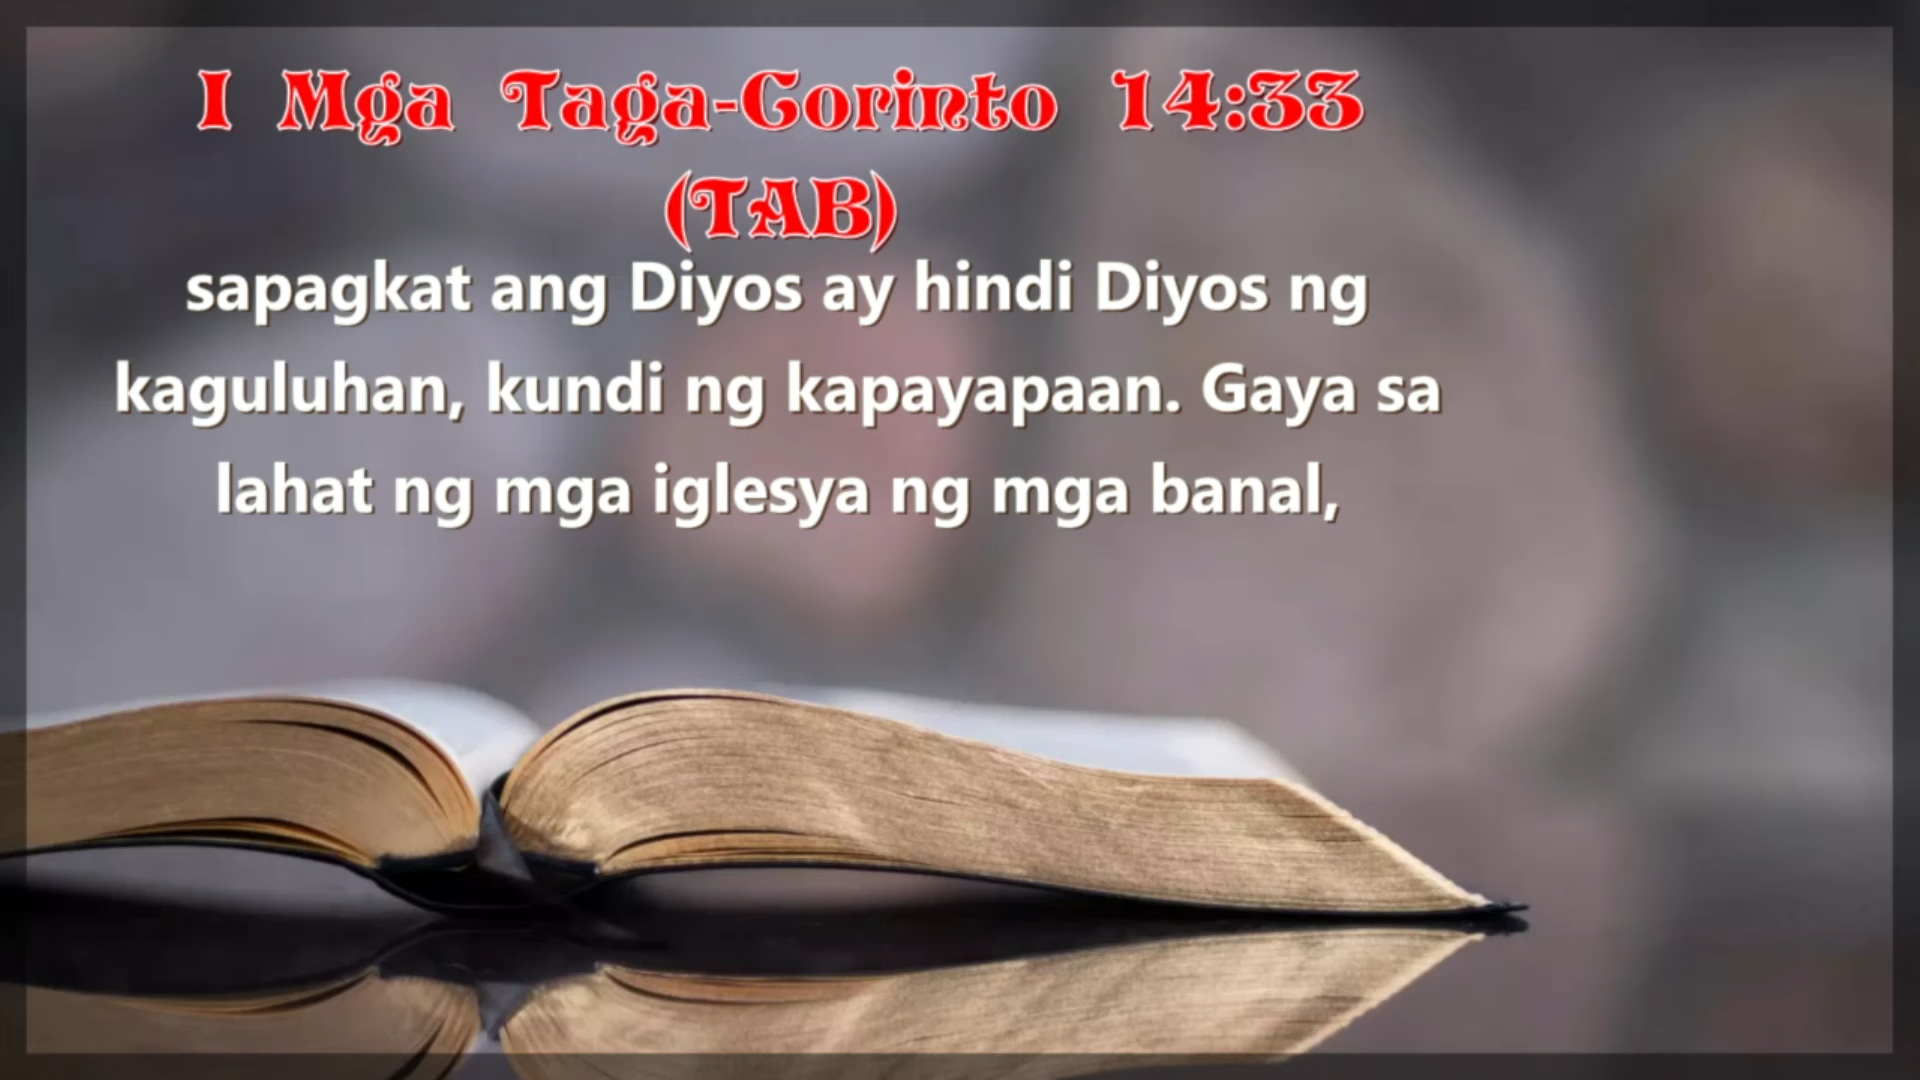 I Mga Taga-Corinto 14:33
(TAB)
sapagkat ang Diyos ay hindi Diyos ng
kaguluhan, kundi ng kapayapaan. Gaya sa
lahat ng mga iglesya ng mga banal,